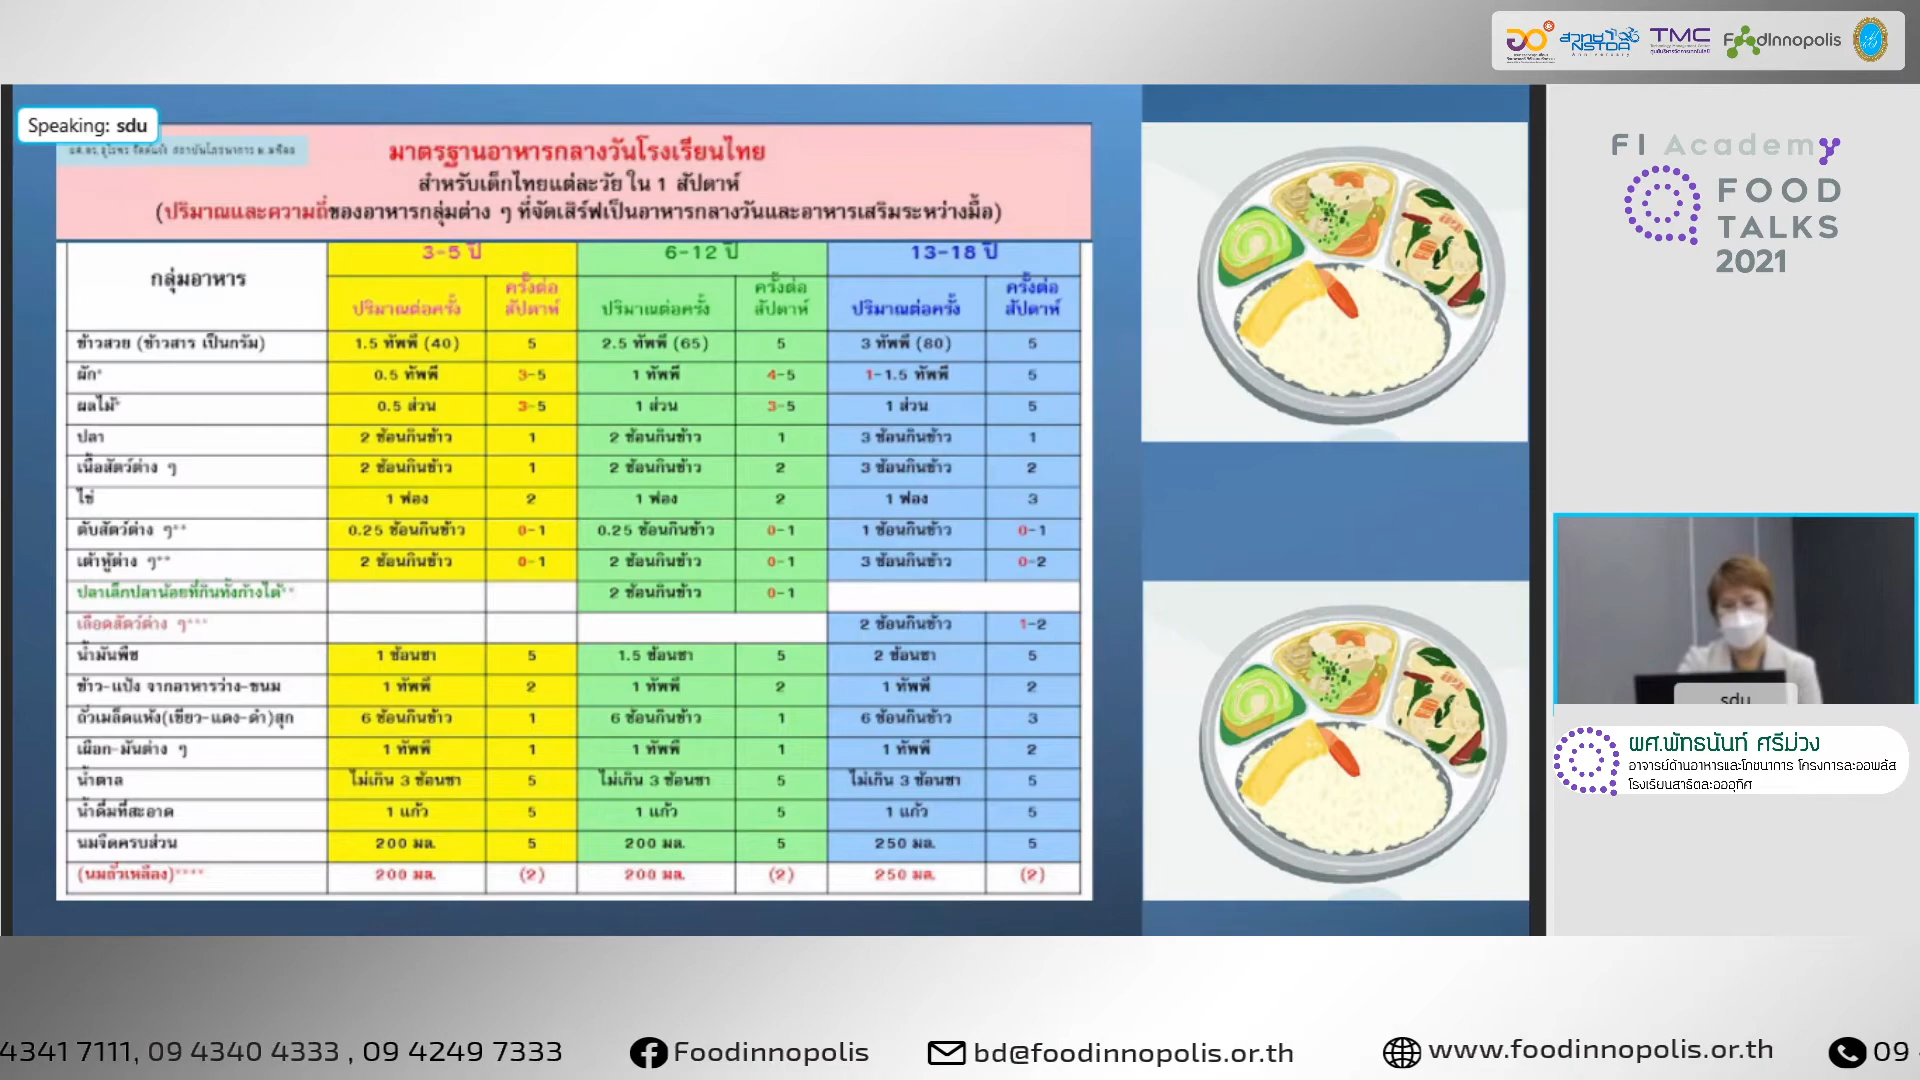 NSTDA
TMC
FoodInnopolis
Speaking: sdu
มาตรฐานอาหารกลางวันโรงเรียนไทย
สำหรับเด็กไทยแต่ละวัย ใน 1 สัปดาห์
(ปริมาณและความถี่ของอาหารกลุ่มต่าง ๆ ที่จัดเสิร์ฟเป็นอาหารกลางวันและอาหารเสริมระหว่างมื้อ)
กลุ่มอาหาร 3-5 ปี 6-12 ปี 13-18 ปี
ปริมาณต่อครั้ง ครั้งต่อสัปดาห์ ปริมาณต่อครั้ง ครั้งต่อสัปดาห์ ปริมาณต่อครั้ง ครั้งต่อสัปดาห์
ข้าวสวย (ข้าวสาร เป็นกรัม) 1.5 ทัพพี (40) 5 2.5 ทัพพี (65) 5 3 ทัพพี (80) 5
ผัก* 0.5 ทัพพี 3-5 1 ทัพพี 4-5 1-1.5 ทัพพี 5
ผลไม้* 0.5 ส่วน 3-5 1 ส่วน 3-5 1 ส่วน 5
ปลา 2 ช้อนกินข้าว 1 2 ช้อนกินข้าว 1 3 ช้อนกินข้าว 1
เนื้อสัตว์ต่าง ๆ 2 ช้อนกินข้าว 1 2 ช้อนกินข้าว 2 3 ช้อนกินข้าว 2
ไข่ 1 ฟอง 2 1 ฟอง 2 1 ฟอง 3
ตับสัตว์ต่าง ๆ** 0.25 ช้อนกินข้าว 0-1 0.25 ช้อนกินข้าว 0-1 1 ช้อนกินข้าว 0-1
เต้าหู้ต่าง ๆ** 2 ช้อนกินข้าว 0-1 2 ช้อนกินข้าว 0-1 3 ช้อนกินข้าว 0-2
ปลาเล็กปลาน้อยที่กินทั้งก้างได้** 2 ช้อนกินข้าว 0-1
เลือดสัตว์ต่าง ๆ*** 2 ช้อนกินข้าว 1-2
น้ำมันพืช 1 ช้อนชา 5 1.5 ช้อนชา 5 2 ช้อนชา 5
ข้าว-แป้ง จากอาหารว่าง-ขนม 1 ทัพพี 2 1 ทัพพี 2 1 ทัพพี 2
ถั่วเมล็ดแห้ง(เขียว-แดง-ดำ)สุก 6 ช้อนกินข้าว 1 6 ช้อนกินข้าว 1 6 ช้อนกินข้าว 3
เผือก-มันต่าง ๆ 1 ทัพพี 1 1 ทัพพี 1 1 ทัพพี 2
น้ำตาล ไม่เกิน 3 ช้อนชา 5 ไม่เกิน 3 ช้อนชา 5 ไม่เกิน 3 ช้อนชา 5
น้ำดื่มที่สะอาด 1 แก้ว 5 1 แก้ว 5 1 แก้ว 5
นมจืดครบส่วน 200 มล. 5 200 มล. 5 250 มล. 5
(นมถั่วเหลือง)**** 200 มล. (2) 200 มล. (2) 250 มล. (2)
FI Academy
FOOD
TALKS
2021
sdu
ผศ.พัทธนันท์ ศรีม่วง
อาจารย์ด้านอาหารและโภชนาการ โครงการละออพลัส
โรงเรียนสาธิตละอออุทิศ
4341 7111, 09 4340 4333 , 09 4249 7333 Foodinnopolis bd@foodinnopolis.or.th www.foodinnopolis.or.th 09